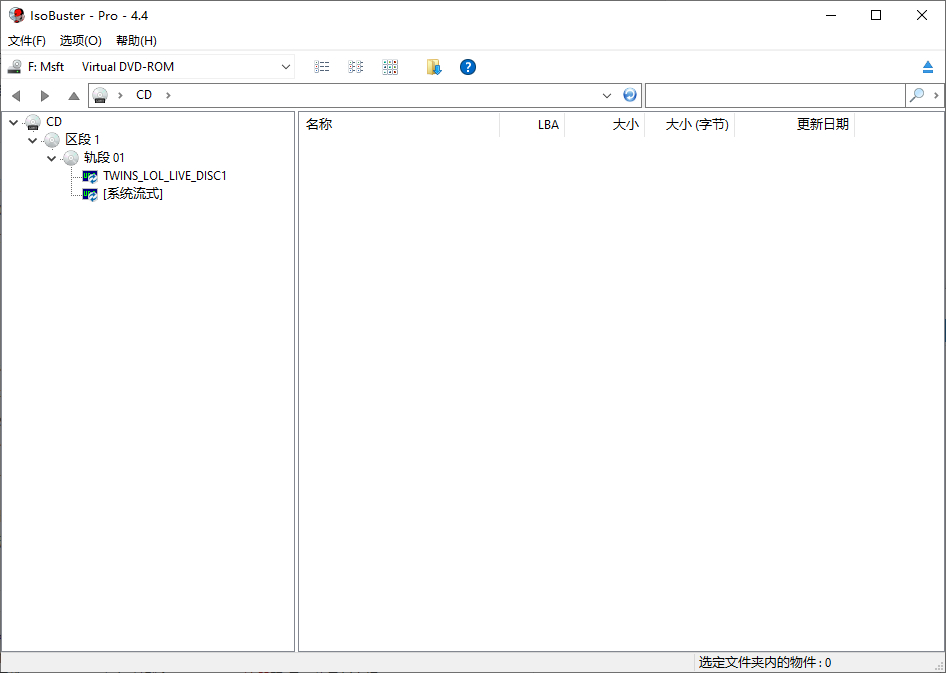 IsoBuster - Pro - 4.4
文件(F) 选项(O) 帮助(H)
F: Msft Virtual DVD-ROM
CD
CD
区段 1
轨段 01
TWINS_LOL_LIVE_DISC1
[系统流式]
名称 LBA 大小 大小 (字节) 更新日期
选定文件夹内的物件 : 0